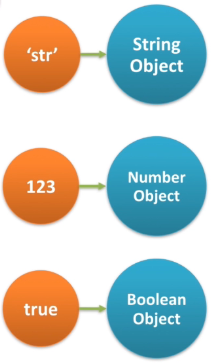 ‘str’
String
Object
123
Number
Object
true
Boolean
Object